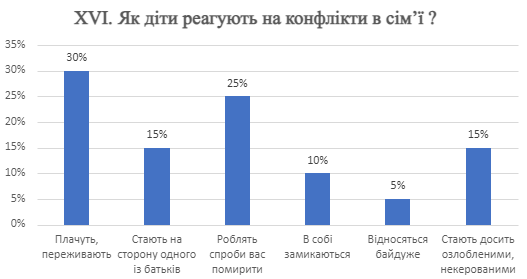 XVI. Як діти реагують на конфлікти в сім’ї ?
35%
30%
25%
20%
15%
10%
5%
0%
30%
15%
25%
10%
5%
15%
Плачуть,
переживають
Стають на
сторону одного
із батьків
Роблять
спроби вас
помирити
В собі
замикаються
Відносяться
байдуже
Стають досить
озлобленими,
некерованими